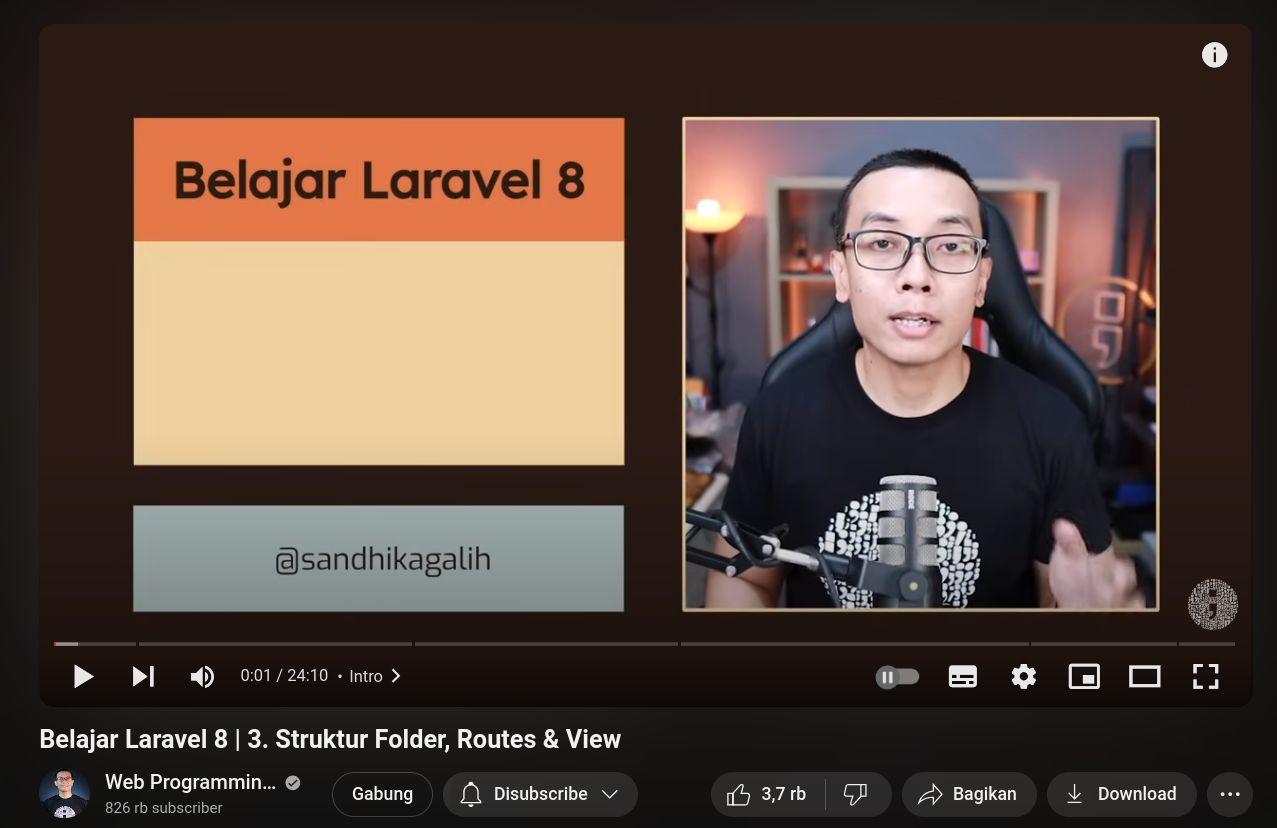 Belajar Laravel 8
@sandhikagalih
0:01 / 24:10 • Intro
Belajar Laravel 8 | 3. Struktur Folder, Routes & View
Web Programmin...
826 rb subscriber
Gabung
Disubscribe
3,7 rb
Bagikan
Download